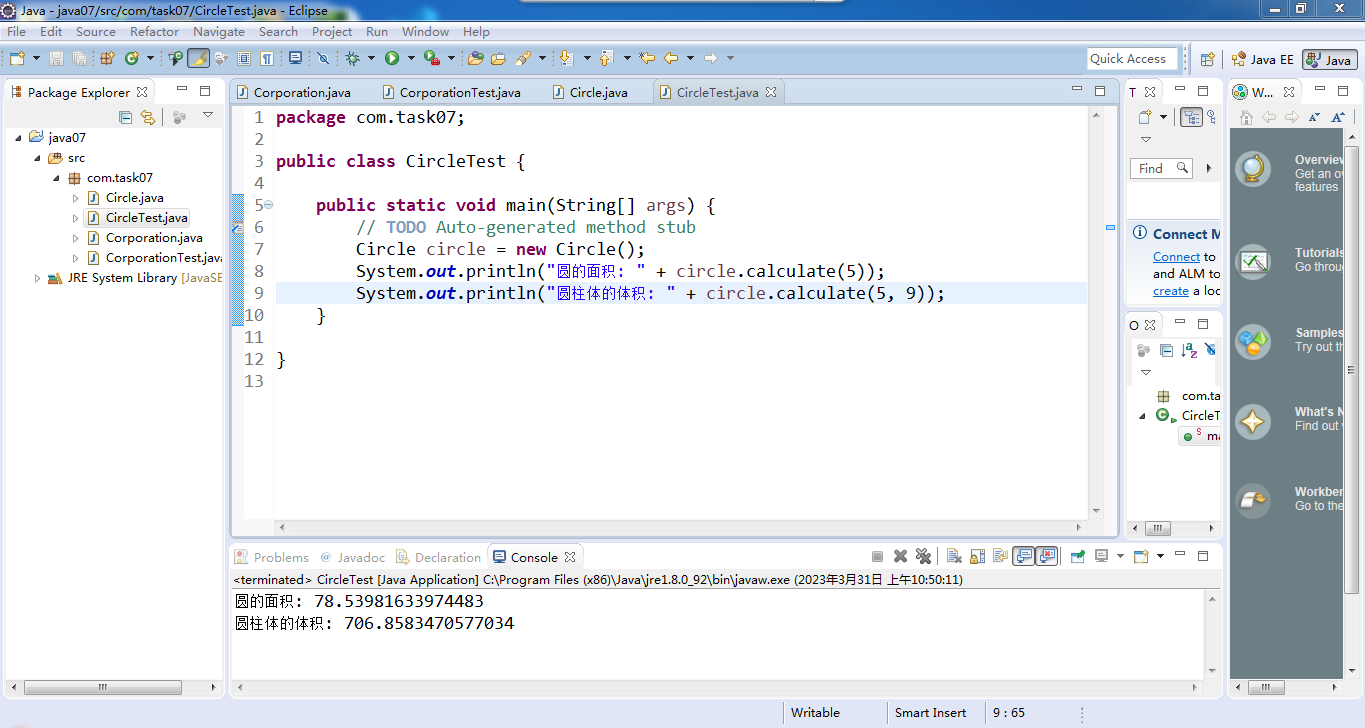 Java - java07/src/com/task07/CircleTest.java - Eclipse
File Edit Source Refactor Navigate Search Project Run Window Help
Quick Access
Java EE
Java
Package Explorer
java07
src
com.task07
Circle.java
CircleTest.java
Corporation.java
CorporationTest.java
JRE System Library [JavaSE
Corporation.java CorporationTest.java Circle.java CircleTest.java
1 package com.task07;
2
3 public class CircleTest {
4
5 public static void main(String[] args) {
6 // TODO Auto-generated method stub
7 Circle circle = new Circle();
8 System.out.println("圆的面积: " + circle.calculate(5));
9 System.out.println("圆柱体的体积: " + circle.calculate(5, 9));
10 }
11
12 }
13
T
Find
Connect M
Connect to
and ALM to
create a loc
O
com.ta
CircleT
S ma
W...
Overview
Get an ov
features
Tutorials
Go throu
Samples
Try out th
What's N
Find out
Workben
Go to the
Problems @ Javadoc Declaration Console
<terminated> CircleTest [Java Application] C:\Program Files (x86)\Java\jre1.8.0_92\bin\javaw.exe (2023年3月31日 上午10:50:11)
圆的面积: 78.53981633974483
圆柱体的体积: 706.8583470577034
Writable Smart Insert 9 : 65